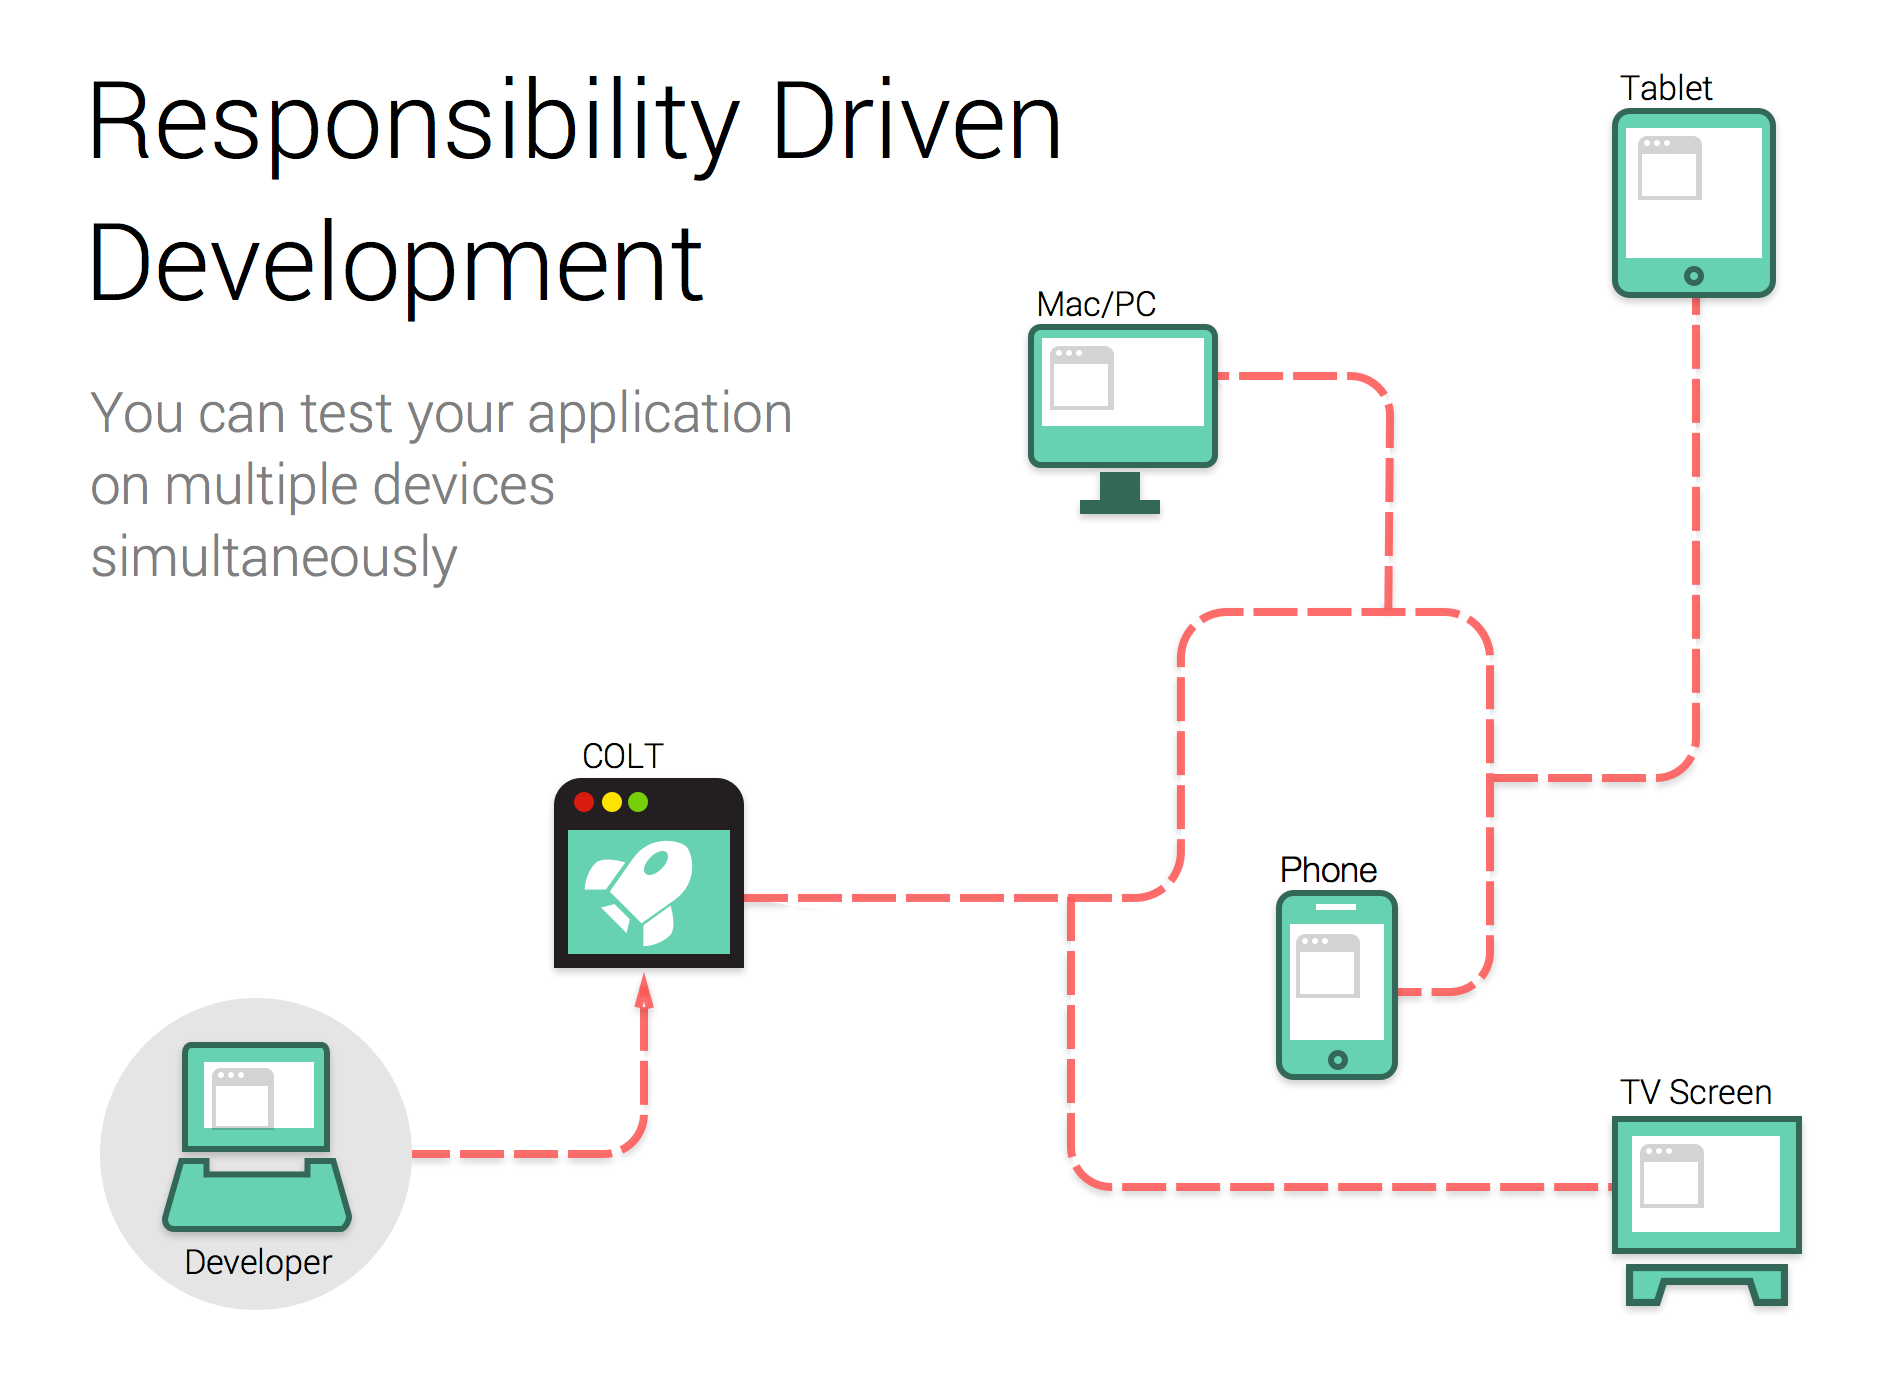 Responsibility Driven
Development
You can test your application
on multiple devices
simultaneously
Tablet
Mac/PC
COLT
Phone
TV Screen
Developer